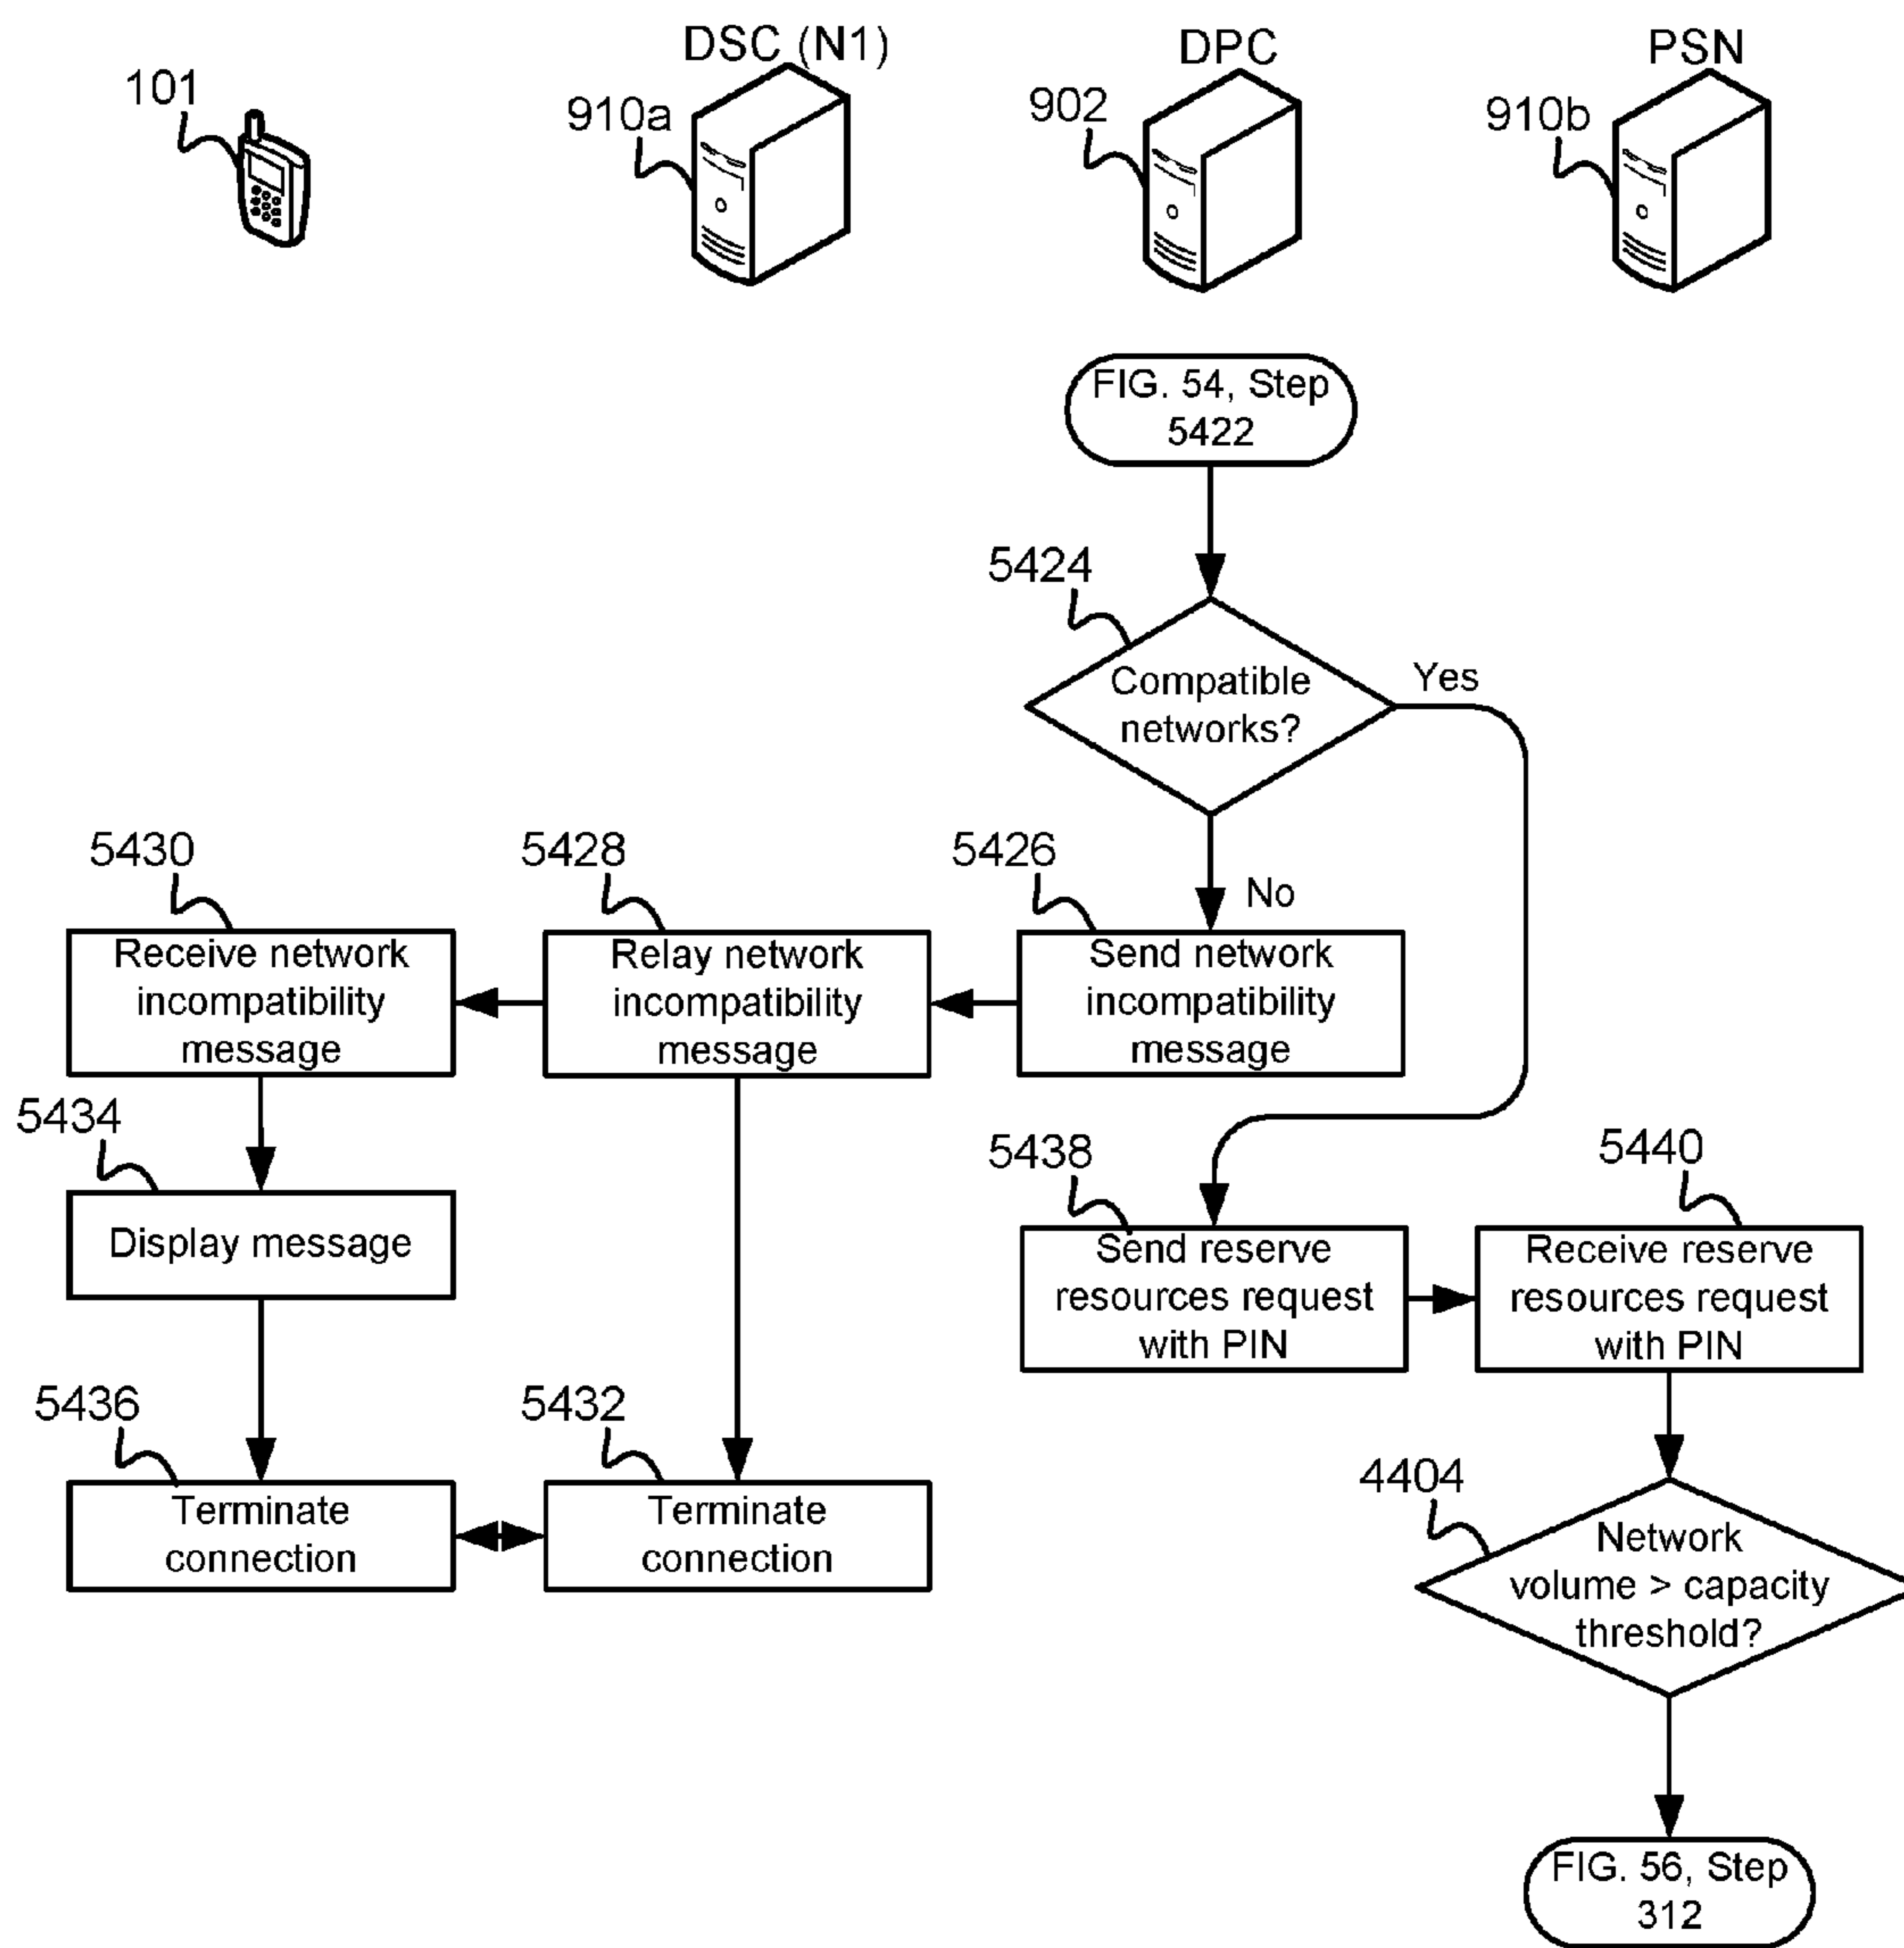 DSC (N1)
DPC
PSN
101
910a
902
910b
FIG. 54, Step
5422
5424
Compatible
networks?
Yes
No
5430
5428
5426
Receive network
incompatibility
message
Relay network
incompatibility
message
Send network
incompatibility
message
5434
Display message
5438
5440
Send reserve
resources request
with PIN
Receive reserve
resources request
with PIN
5436
5432
Terminate
connection
Terminate
connection
4404
Network
volume > capacity
threshold?
FIG. 56, Step
312